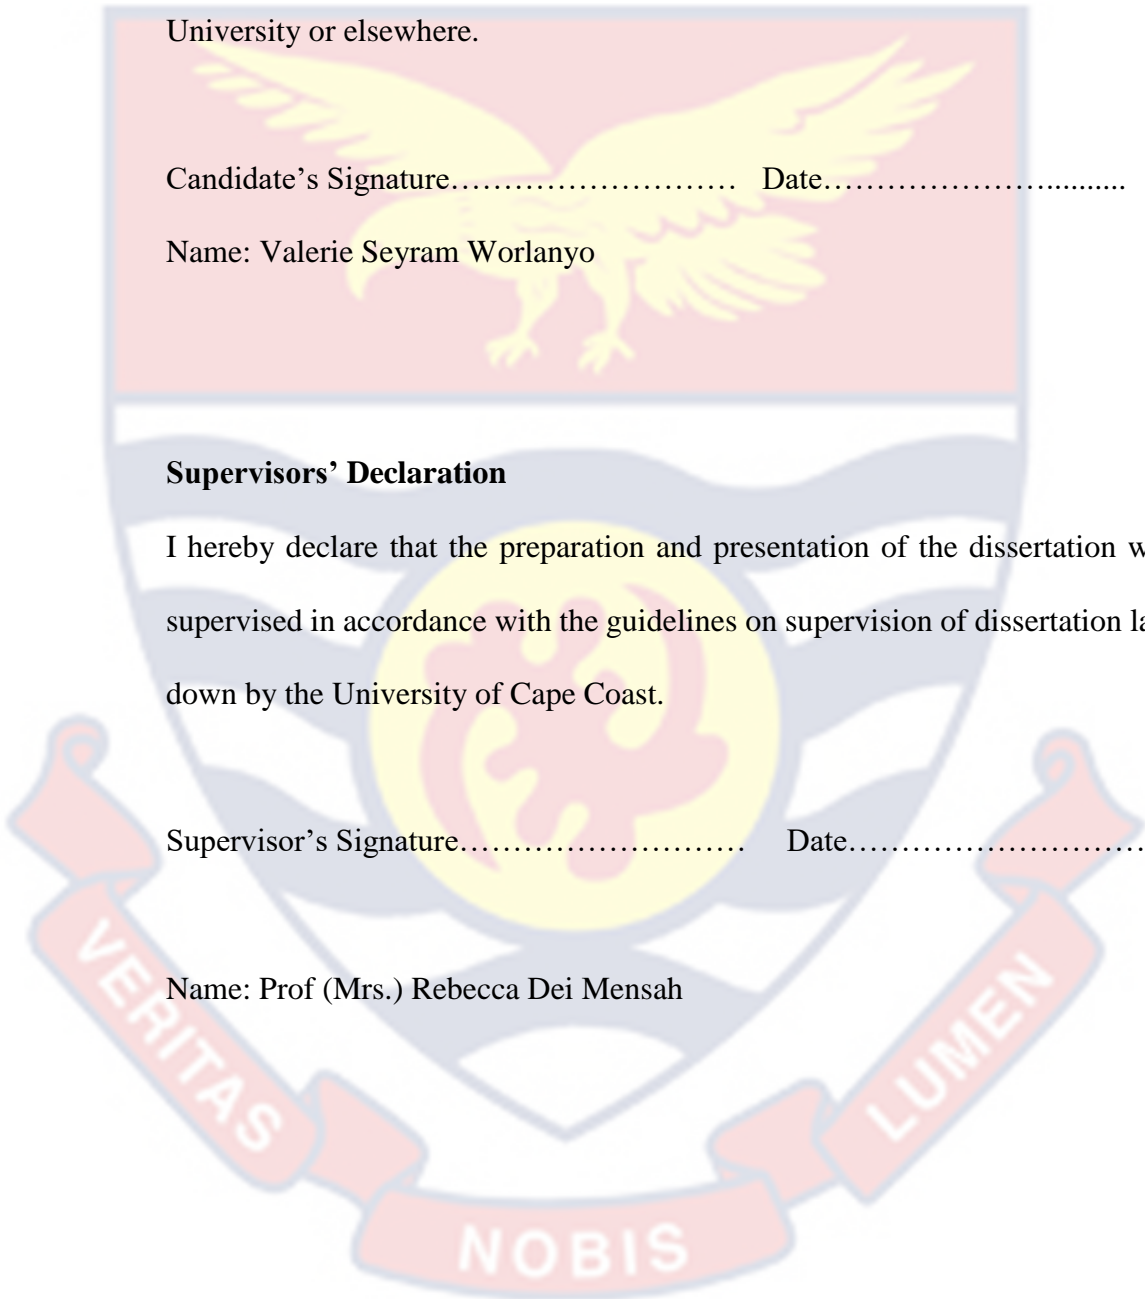 University or elsewhere.
Candidate’s Signature……………………… Date…………………..........
Name: Valerie Seyram Worlanyo
Supervisors’ Declaration
I hereby declare that the preparation and presentation of the dissertation
supervised in accordance with the guidelines on supervision of dissertation
down by the University of Cape Coast.
Supervisor’s Signature……………………… Date………………………
Name: Prof (Mrs.) Rebecca Dei Mensah
VERITAS
NOBIS
LUMEN